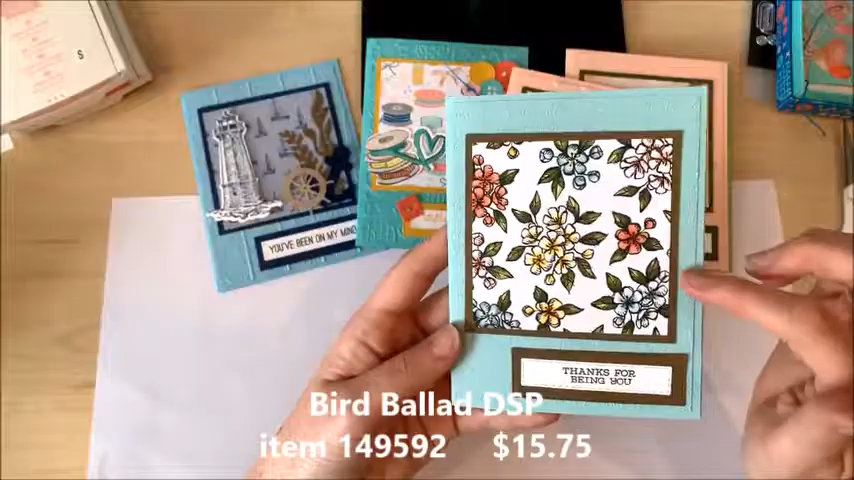 S
YOU'VE BEEN ON MY MIND
THANKS FOR
BEING YOU
Bird Ballad DSP
item 149592 $15.75